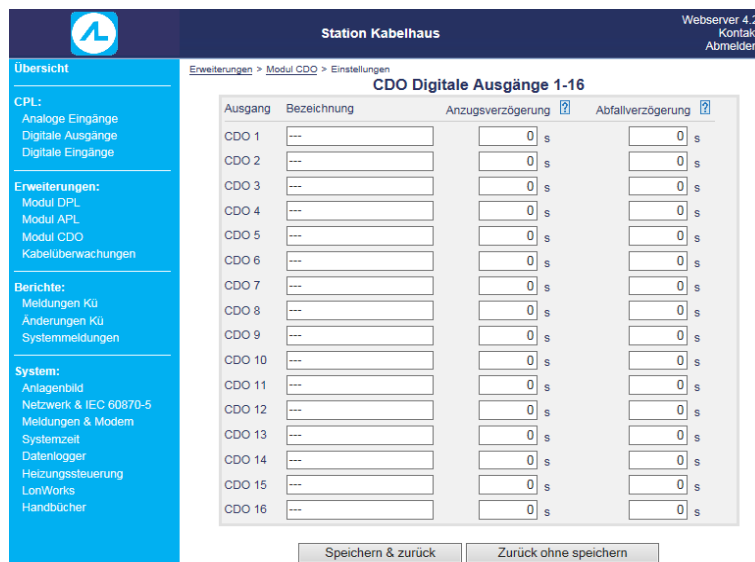 Station Kabelhaus
Webserver 4.2
Kontak
Abmelden
Übersicht
CPL:
Analoge Eingänge
Digitale Ausgänge
Digitale Eingänge
Erweiterungen:
Modul DPL
Modul APL
Modul CDO
Kabelüberwachungen
Berichte:
Meldungen Kü
Änderungen Kü
Systemmeldungen
System:
Anlagenbild
Netzwerk & IEC 60870-5
Meldungen & Modem
Systemzeit
Datenlogger
Heizungssteuerung
LonWorks
Handbücher
Erweiterungen > Modul CDO > Einstellungen
CDO Digitale Ausgänge 1-16
Ausgang Bezeichnung Anzugsverzögerung ? Abfallverzögerung ?
CDO 1 --- 0 s 0 s
CDO 2 --- 0 s 0 s
CDO 3 --- 0 s 0 s
CDO 4 --- 0 s 0 s
CDO 5 --- 0 s 0 s
CDO 6 --- 0 s 0 s
CDO 7 --- 0 s 0 s
CDO 8 --- 0 s 0 s
CDO 9 --- 0 s 0 s
CDO 10 --- 0 s 0 s
CDO 11 --- 0 s 0 s
CDO 12 --- 0 s 0 s
CDO 13 --- 0 s 0 s
CDO 14 --- 0 s 0 s
CDO 15 --- 0 s 0 s
CDO 16 --- 0 s 0 s
Speichern & zurück Zurück ohne speichern